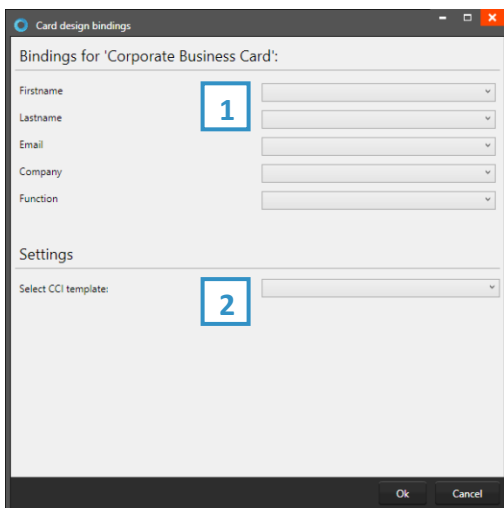 Card design bindings
Bindings for 'Corporate Business Card':
Firstname
1
Lastname
Email
Company
Function
Settings
Select CCI template:
2
Ok Cancel